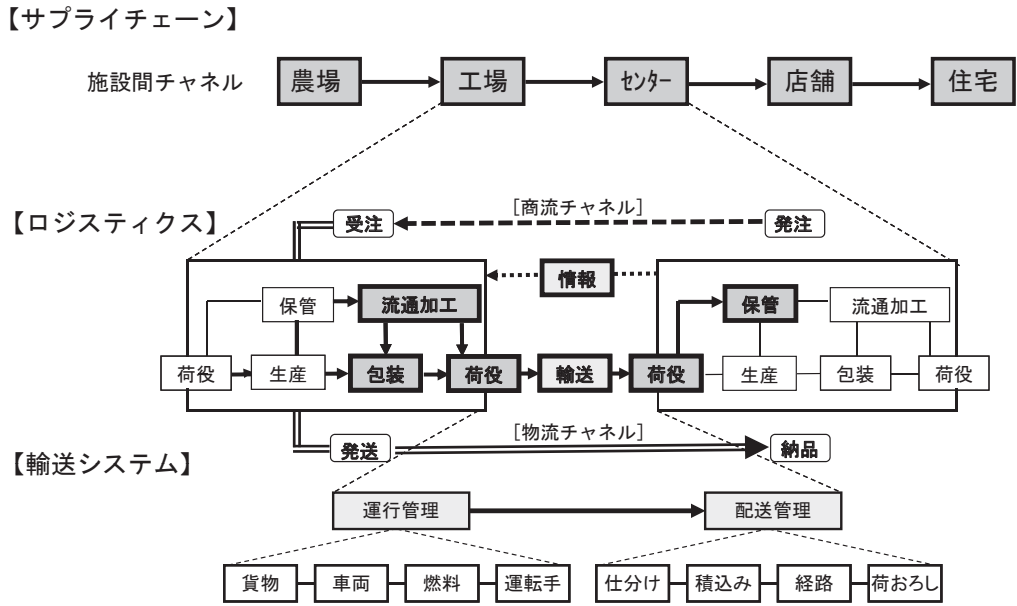 【サプライチェーン】
施設間チャネル 農場 工場 ｾﾝﾀｰ 店舗 住宅
【ロジスティクス】
受注 [商流チャネル] 発注
情報
保管 流通加工 保管 流通加工
荷役 生産 包装 荷役 輸送 荷役 生産 包装 荷役
発送 [物流チャネル] 納品
【輸送システム】
運行管理 配送管理
貨物 車両 燃料 運転手 仕分け 積込み 経路 荷おろし